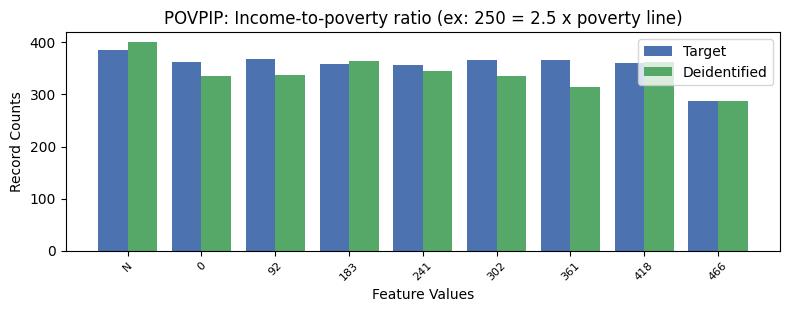 POVPIP: Income-to-poverty ratio (ex: 250 = 2.5 x poverty line)
Target
Deidentified
Record Counts
400
300
200
100
0
N 0 92 183 241 302 361 418 466
Feature Values